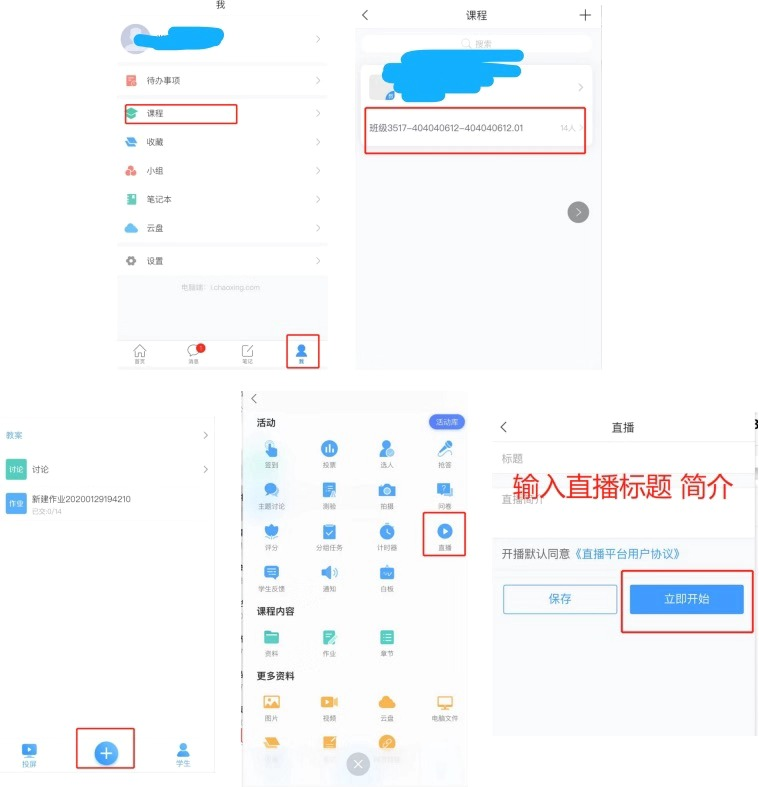 我
待办事项
课程
收藏
小组
笔记本
云盘
设置
电脑端：i.chaoxing.com
首页
1
消息
笔记
我
课程
搜索
班级3517-404040612-404040612.01
14人
教案
讨论 讨论
作业 新建作业20200129194210
已交:0/14
投屏
学生
活动
活动库
签到 投票 选人 抢答
主题讨论 测验 拍摄 问卷
评分 分组任务 计时器 直播
学生反馈 通知 白板
课程内容
资料 作业 章节
更多资料
图片 视频 云盘 电脑文件
直播
标题
输入直播标题 简介
直播简介
开播默认同意《直播平台用户协议》
保存
立即开始